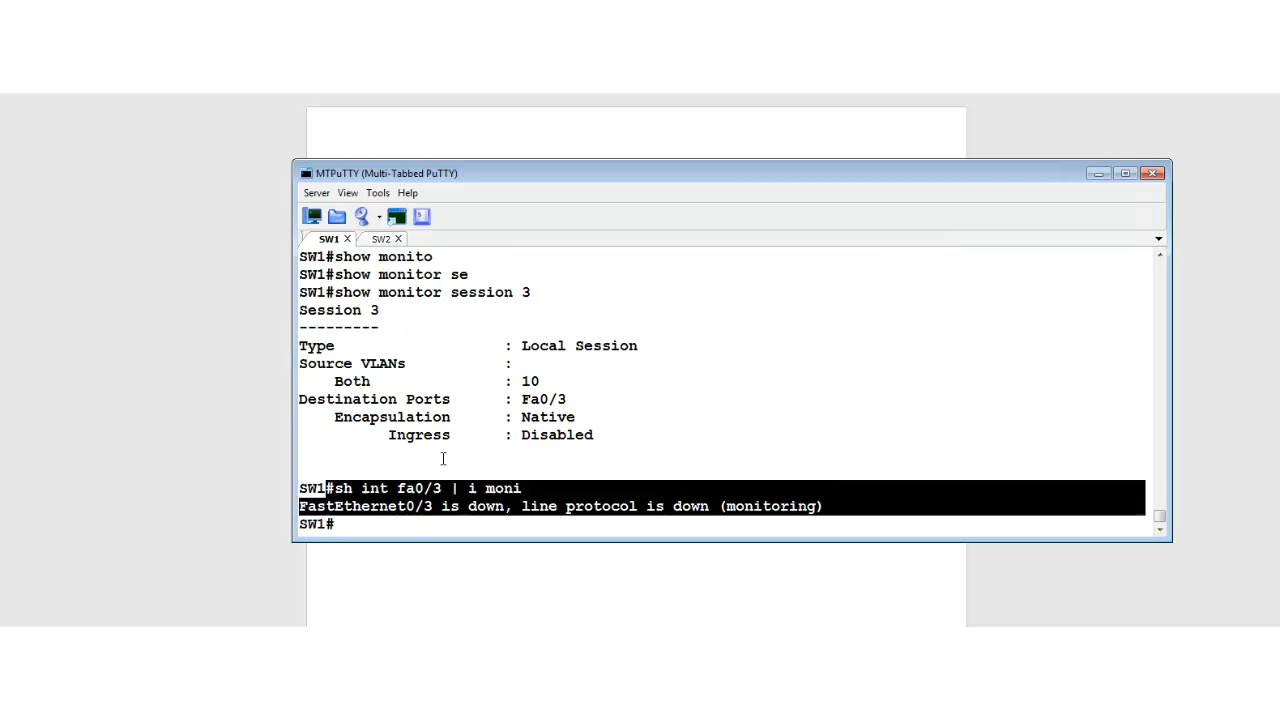 MTPuTTY (Multi-Tabbed PuTTY)
Server View Tools Help
SW1 X SW2 X
SW1#show monito
SW1#show monitor se
SW1#show monitor session 3
Session 3
---------
Type : Local Session
Source VLANs :
Both : 10
Destination Ports : Fa0/3
Encapsulation : Native
Ingress : Disabled
SW1#sh int fa0/3 | i moni
FastEthernet0/3 is down, line protocol is down (monitoring)
SW1#